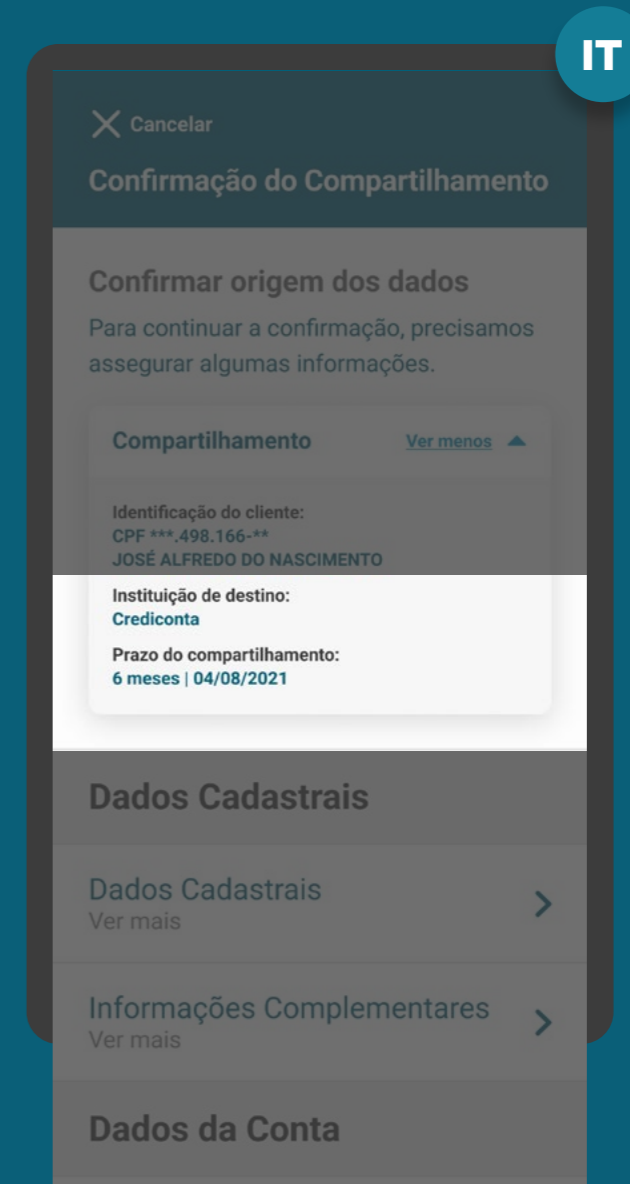 IT
Cancelar
Confirmação do Compartilhamento
Confirmar origem dos dados
Para continuar a confirmação, precisamos
assegurar algumas informações.
Compartilhamento Ver menos
Identificação do cliente:
CPF ***.498.166-**
JOSÉ ALFREDO DO NASCIMENTO
Instituição de destino:
Crediconta
Prazo do compartilhamento:
6 meses | 04/08/2021
Dados Cadastrais
Dados Cadastrais
Ver mais
Informações Complementares
Ver mais
Dados da Conta